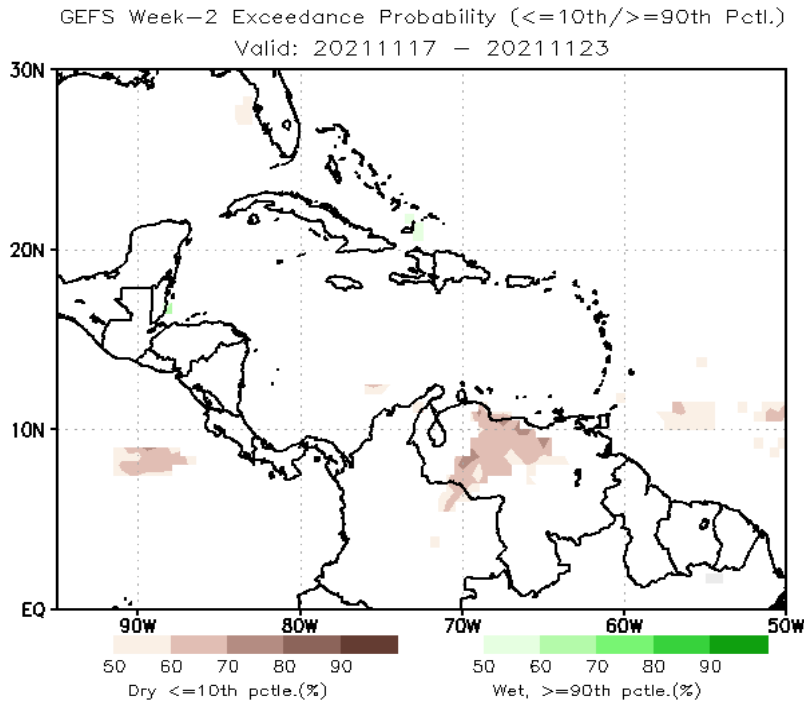 GEFS Week-2 Exceedance Probability (<=10th/>=90th Pctl.)
Valid: 20211117 - 20211123
30N
20N
10N
EQ
90W 80W 70W 60W 50W
50 60 70 80 90 50 60 70 80 90
Dry <=10th pctle.(%) Wet, >=90th pctle.(%)